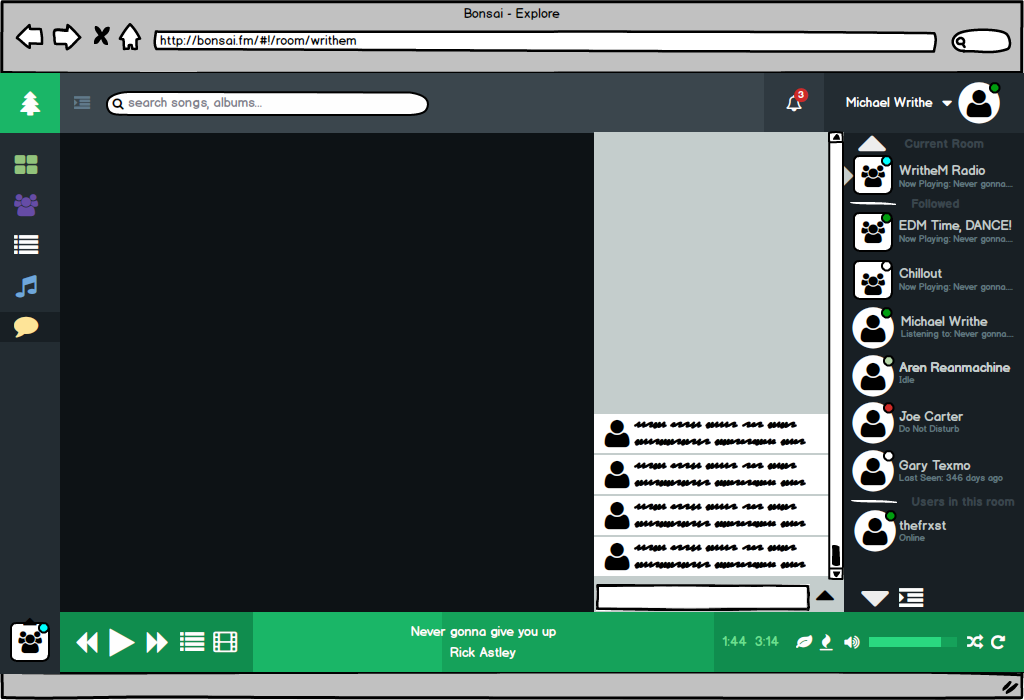 Bonsai - Explore
http://bonsai.fm/#!/room/writhem
search songs, albums...
3
Michael Writhe
Current Room
WritheM Radio
Now Playing: Never gonna...
Followed
EDM Time, DANCE!
Now Playing: Never gonna...
Chillout
Now Playing: Never gonna...
Michael Writhe
Listening to: Never gonna...
Aren Reanmachine
Idle
Joe Carter
Do Not Disturb
Gary Texmo
Last Seen: 346 days ago
Users in this room
thefrxst
Online
Never gonna give you up
Rick Astley
1:44 3:14